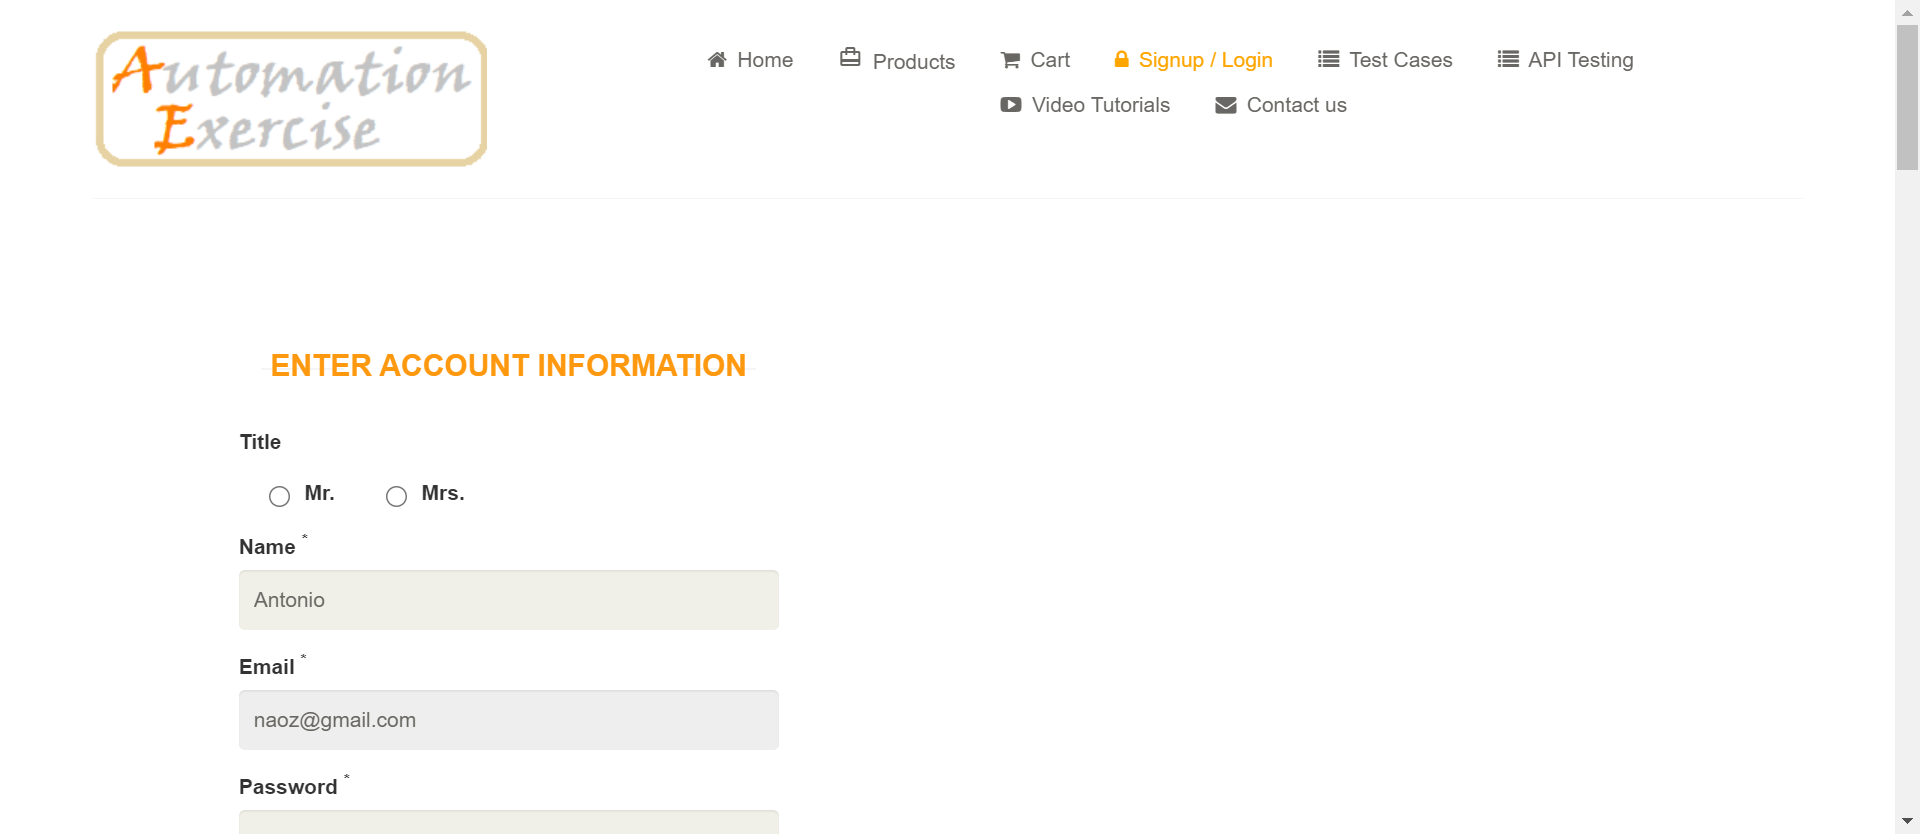 Automation
Exercise
Home Products Cart Signup / Login Test Cases API Testing
Video Tutorials Contact us
ENTER ACCOUNT INFORMATION
Title
Mr. Mrs.
Name *
Antonio
Email *
naoz@gmail.com
Password *